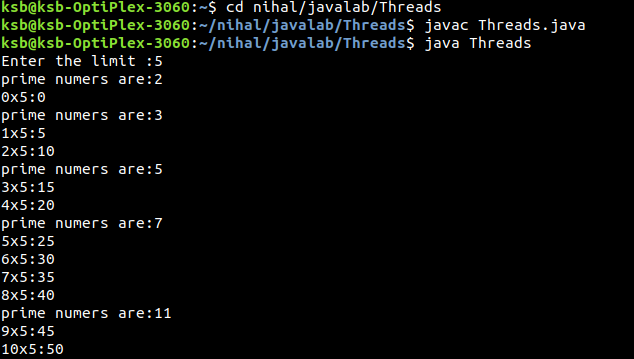 ksb@ksb-OptiPlex-3060:~$ cd nihal/javalab/Threads
ksb@ksb-OptiPlex-3060:~/nihal/javalab/Threads$ javac Threads.java
ksb@ksb-OptiPlex-3060:~/nihal/javalab/Threads$ java Threads
Enter the limit :5
prime numers are:2
0x5:0
prime numers are:3
1x5:5
2x5:10
prime numers are:5
3x5:15
4x5:20
prime numers are:7
5x5:25
6x5:30
7x5:35
8x5:40
prime numers are:11
9x5:45
10x5:50